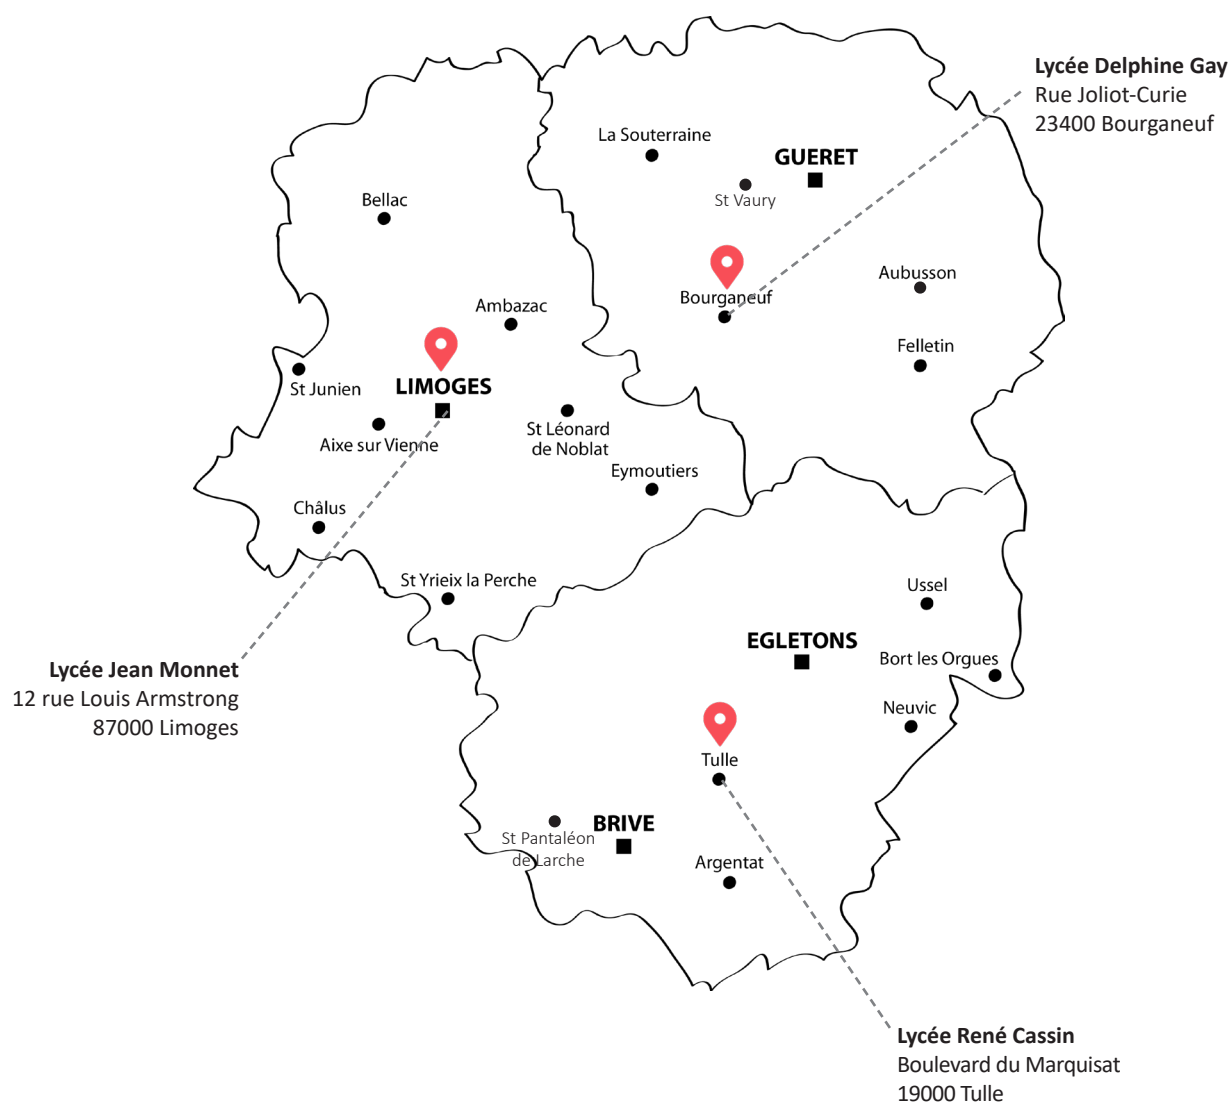 Lycée Delphine Gay
Rue Joliot-Curie
23400 Bourganeuf
La Souterraine
GUERET
St Vaury
Bellac
Bourganeuf
Aubusson
Ambazac
Felletin
St Junien
LIMOGES
Aixe sur Vienne
St Léonard
de Noblat
Eymoutiers
Châlus
St Yrieix la Perche
Ussel
EGLETONS
Bort les Orgues
Lycée Jean Monnet
12 rue Louis Armstrong
87000 Limoges
Neuvic
Tulle
BRIVE
St Pantaléon
de Larche
Argentat
Lycée René Cassin
Boulevard du Marquisat
19000 Tulle